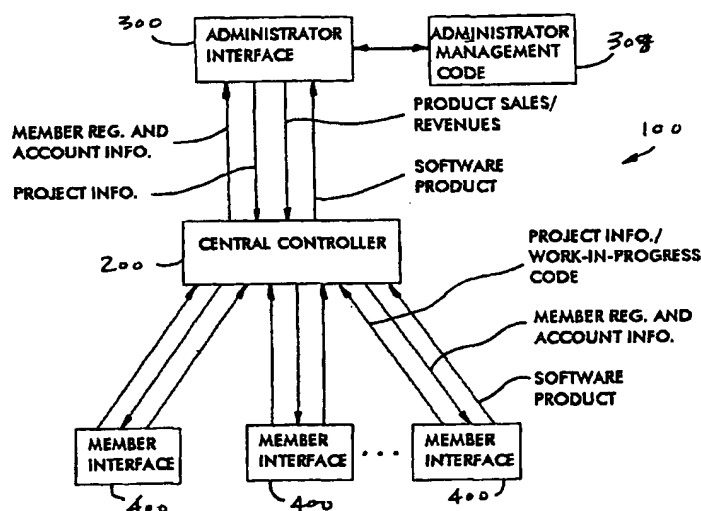 300
ADMINISTRATOR
INTERFACE
ADMINISTRATOR
MANAGEMENT
CODE
MEMBER REG. AND
ACCOUNT INFO.
PRODUCT SALES/
REVENUES
100
PROJECT INFO.
SOFTWARE
PRODUCT
CENTRAL CONTROLLER
200
PROJECT INFO./
WORK-IN-PROGRESS
CODE
MEMBER REG. AND
ACCOUNT INFO.
SOFTWARE
PRODUCT
MEMBER
INTERFACE
MEMBER
INTERFACE
...
MEMBER
INTERFACE
400
400
400